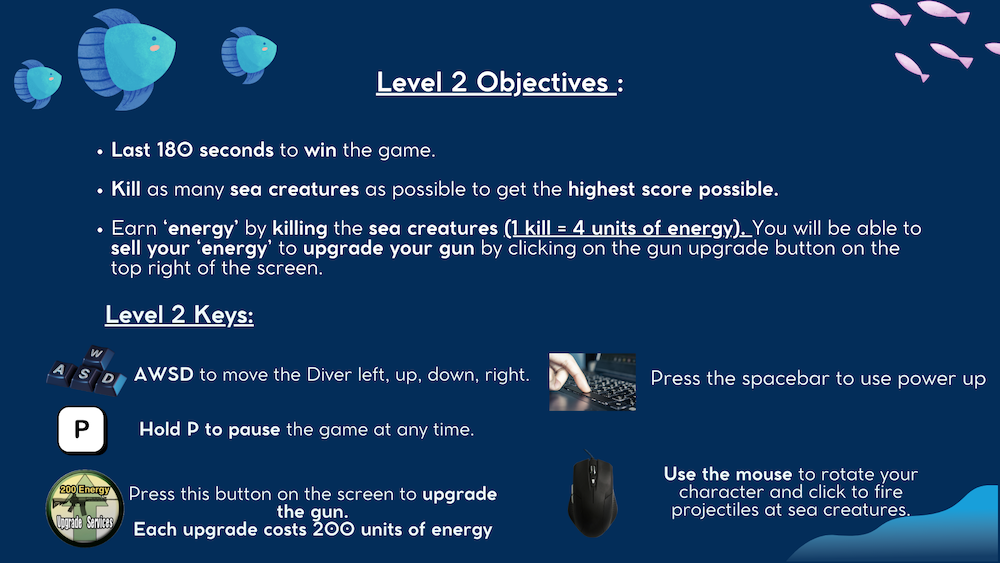 Level 2 Objectives :
• Last 180 seconds to win the game.
• Kill as many sea creatures as possible to get the highest score possible.
• Earn ‘energy’ by killing the sea creatures (1 kill = 4 units of energy). You will be able to
sell your ‘energy’ to upgrade your gun by clicking on the gun upgrade button on the
top right of the screen.
Level 2 Keys:
W
A S D
AWSD to move the Diver left, up, down, right.
Press the spacebar to use power up
P
Hold P to pause the game at any time.
200 Energy
Upgrade Services
Press this button on the screen to upgrade
the gun.
Each upgrade costs 200 units of energy
Use the mouse to rotate your
character and click to fire
projectiles at sea creatures.